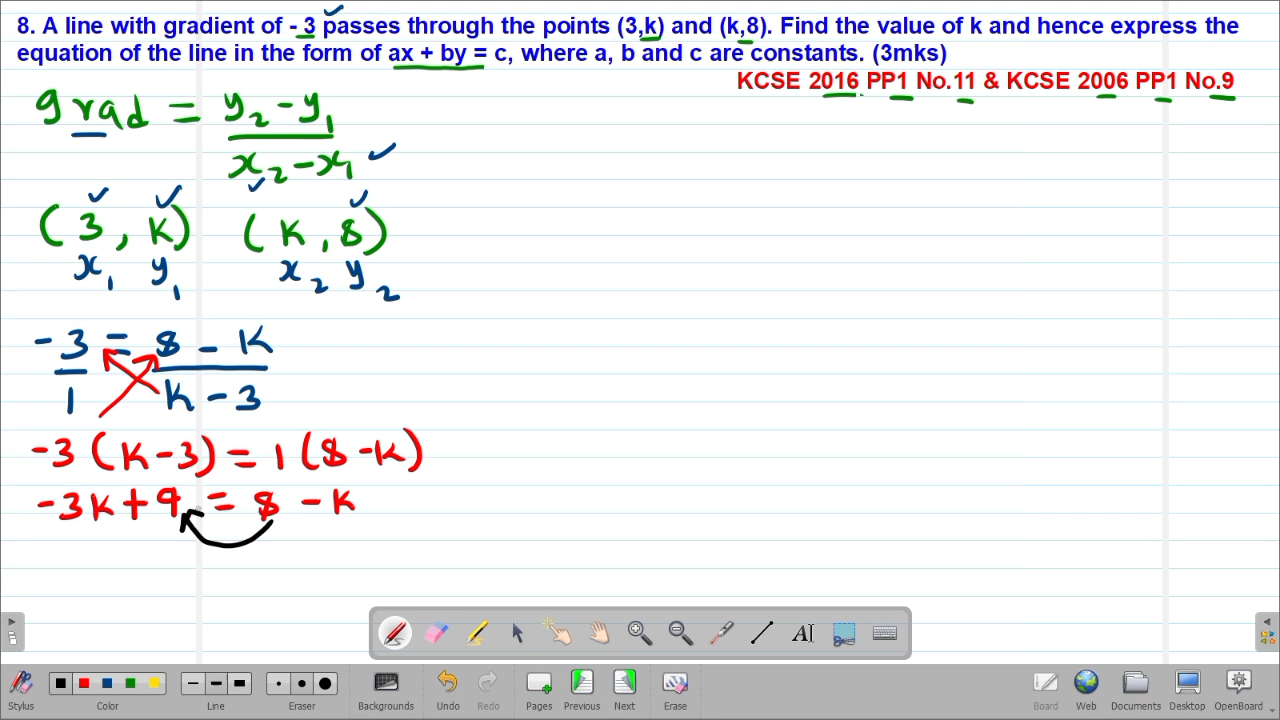 8. A line with gradient of - 3 passes through the points (3,k) and (k,8). Find the value of k and hence express the
equation of the line in the form of ax + by = c, where a, b and c are constants. (3mks)
KCSE 2016 PP1 No.11 & KCSE 2006 PP1 No.9
grad = y₂ - y₁
x₂ - x₁
(3, k) (k, 8)
x₁ y₁ x₂ y₂
-3 = 8 - k
1 k - 3
-3(k-3) = 1(8-k)
-3k+9 = 8 - k
Stylus Color Line Eraser Backgrounds Undo Redo Pages Previous Next Erase Board Web Documents Desktop OpenBoard